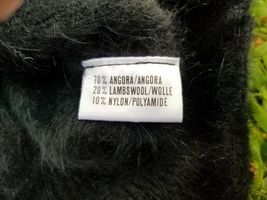 70% ANGORA/ANGORA
20% LAMBSWOOL/WOLLE
10% NYLON/POLYAMIDE